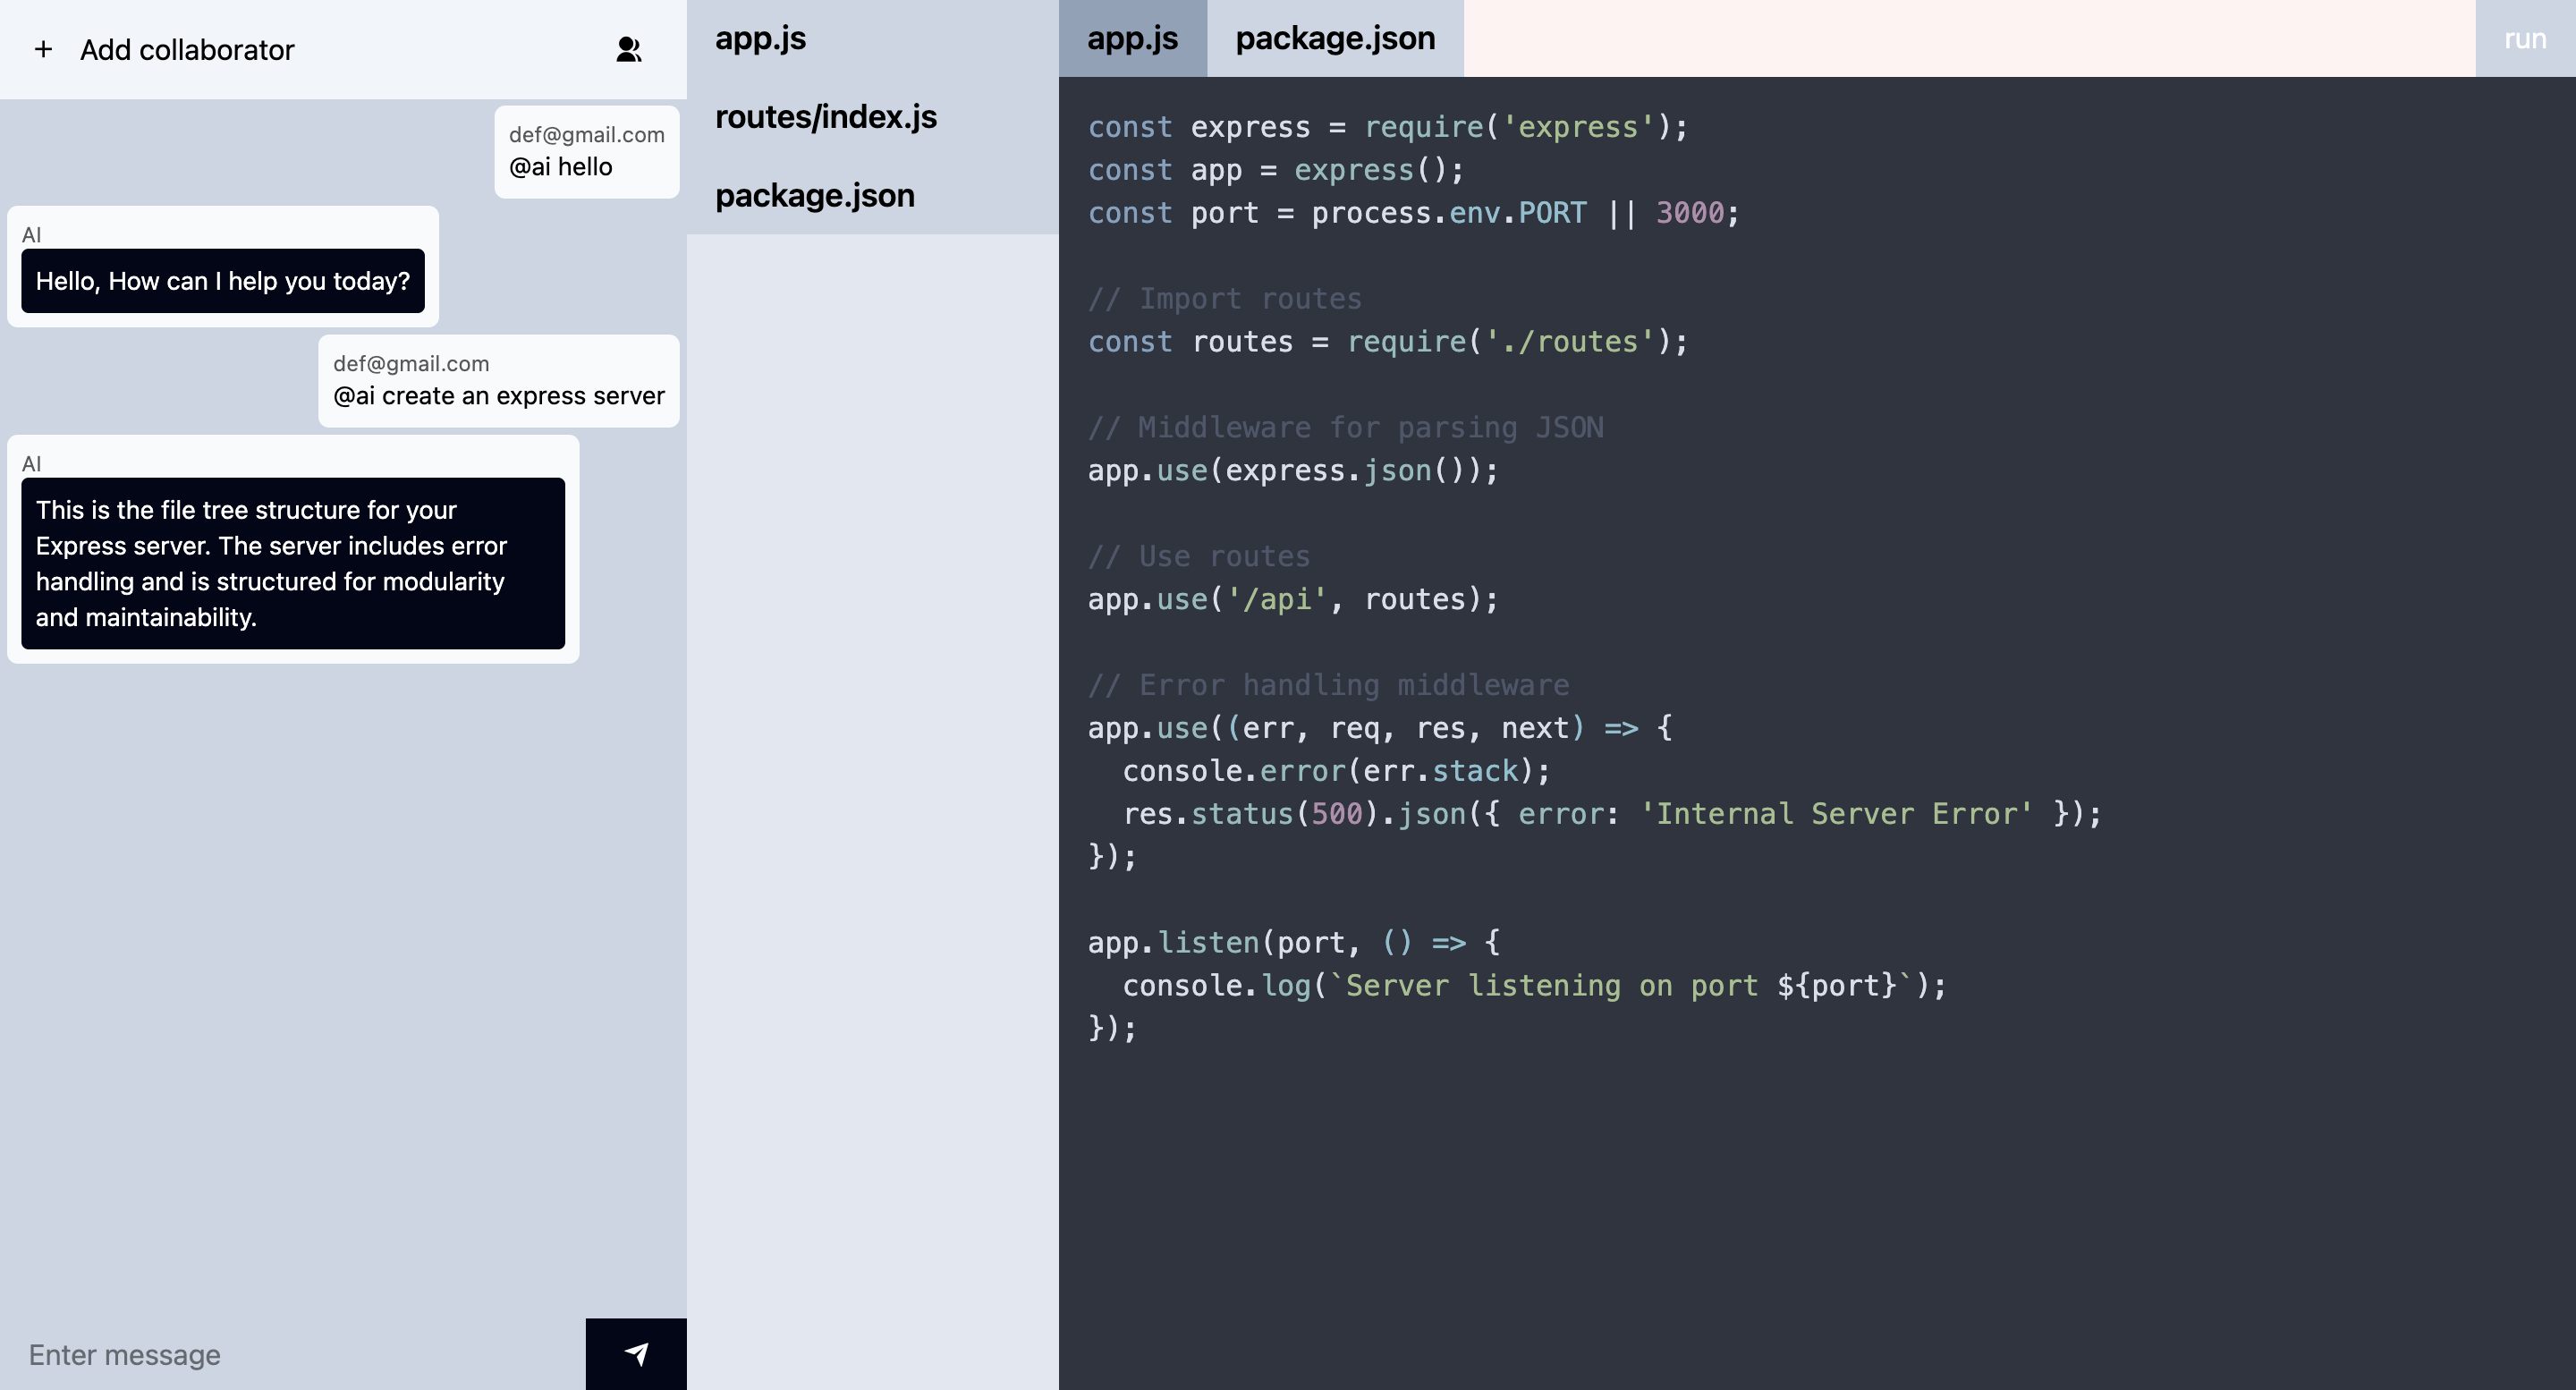 + Add collaborator
def@gmail.com
@ai hello
AI
Hello, How can I help you today?
def@gmail.com
@ai create an express server
AI
This is the file tree structure for your
Express server. The server includes error
handling and is structured for modularity
and maintainability.
Enter message
app.js
routes/index.js
package.json
app.js package.json run
const express = require('express');
const app = express();
const port = process.env.PORT || 3000;
// Import routes
const routes = require('./routes');
// Middleware for parsing JSON
app.use(express.json());
// Use routes
app.use('/api', routes);
// Error handling middleware
app.use((err, req, res, next) => {
  console.error(err.stack);
  res.status(500).json({ error: 'Internal Server Error' });
});
app.listen(port, () => {
  console.log(`Server listening on port ${port}`);
});